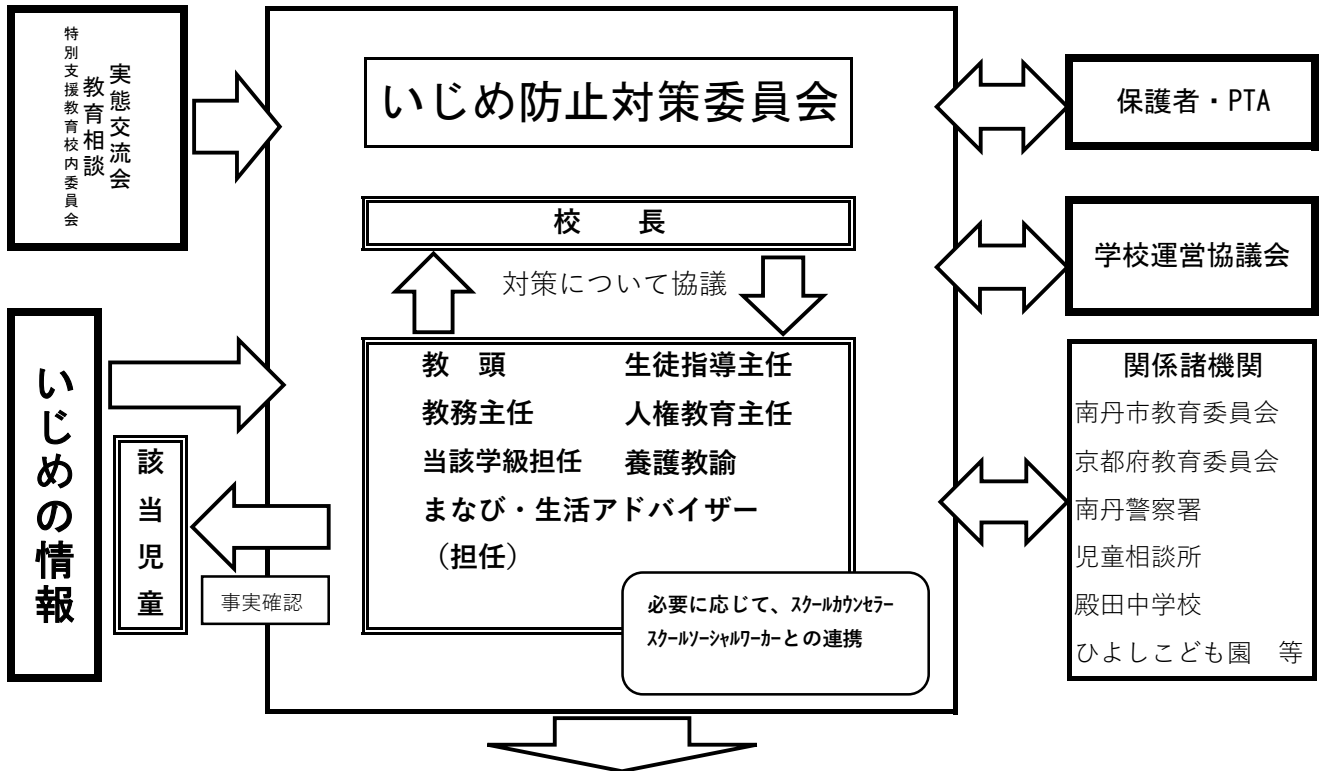 実態交流会
教育相談
特別支援教育校内委員会
いじめ防止対策委員会
保護者・PTA
校　長
学校運営協議会
対策について協議
いじめの情報
教　頭　生徒指導主任
教務主任　人権教育主任
当該学級担任　養護教諭
まなび・生活アドバイザー
（担任）
必要に応じて、スクールカウンセラー
スクールソーシャルワーカーとの連携
該当児童
事実確認
関係諸機関
南丹市教育委員会
京都府教育委員会
南丹警察署
児童相談所
殿田中学校
ひよしこども園　等